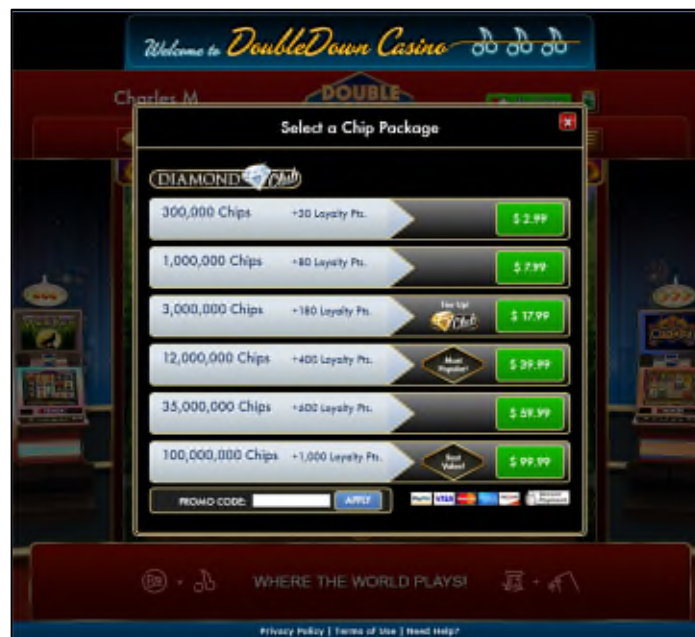 Welcome to DoubleDown Casino
Charles M
DOUBLE
Select a Chip Package
DIAMOND Club
300,000 Chips +30 Loyalty Pts. $ 2.99
1,000,000 Chips +80 Loyalty Pts. $ 7.99
3,000,000 Chips +180 Loyalty Pts. Tier Up! Club $ 17.99
12,000,000 Chips +400 Loyalty Pts. Most Popular! $ 39.99
35,000,000 Chips +600 Loyalty Pts. $ 59.99
100,000,000 Chips +1,000 Loyalty Pts. Best Value! $ 99.99
PROMO CODE: APPLY PayPal VISA
WHERE THE WORLD PLAYS!
Privacy Policy | Terms of Use | Need Help?